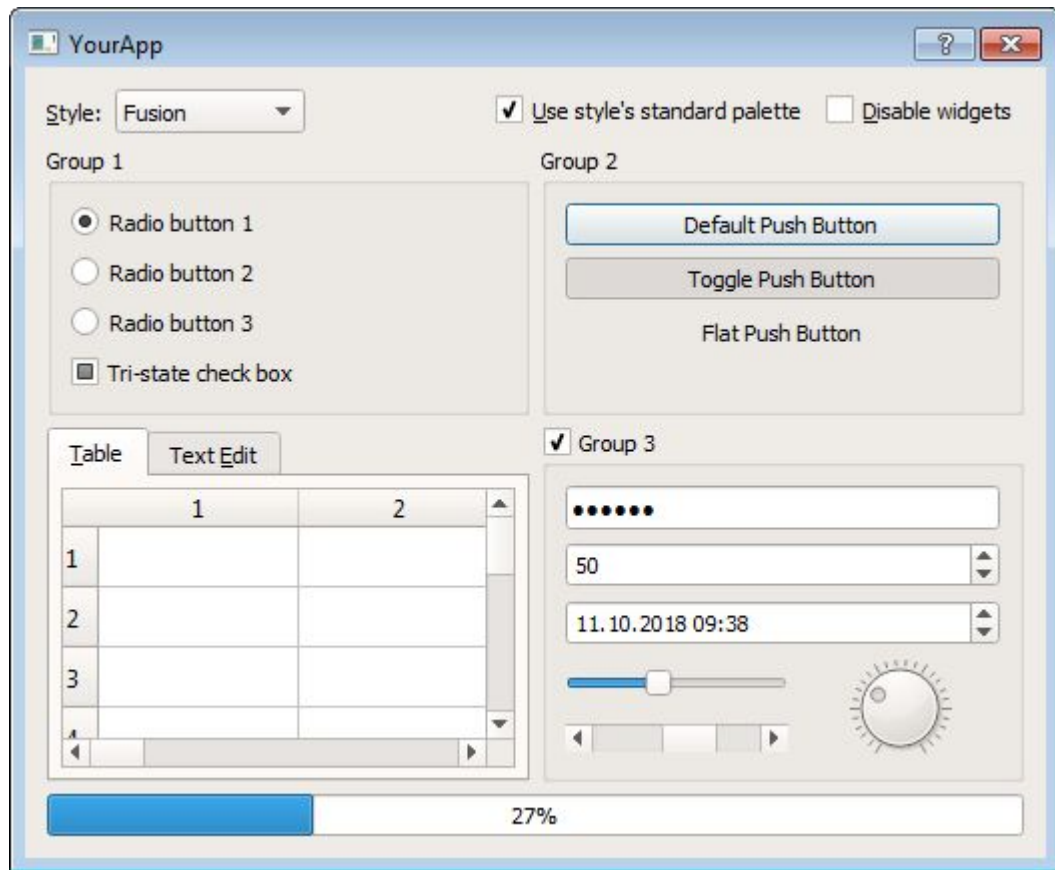 YourApp
Style: Fusion Use style's standard palette Disable widgets
Group 1
Radio button 1
Radio button 2
Radio button 3
Tri-state check box
Group 2
Default Push Button
Toggle Push Button
Flat Push Button
Table Text Edit
1 2
1
2
3
4
Group 3
••••••
50
11.10.2018 09:38
27%